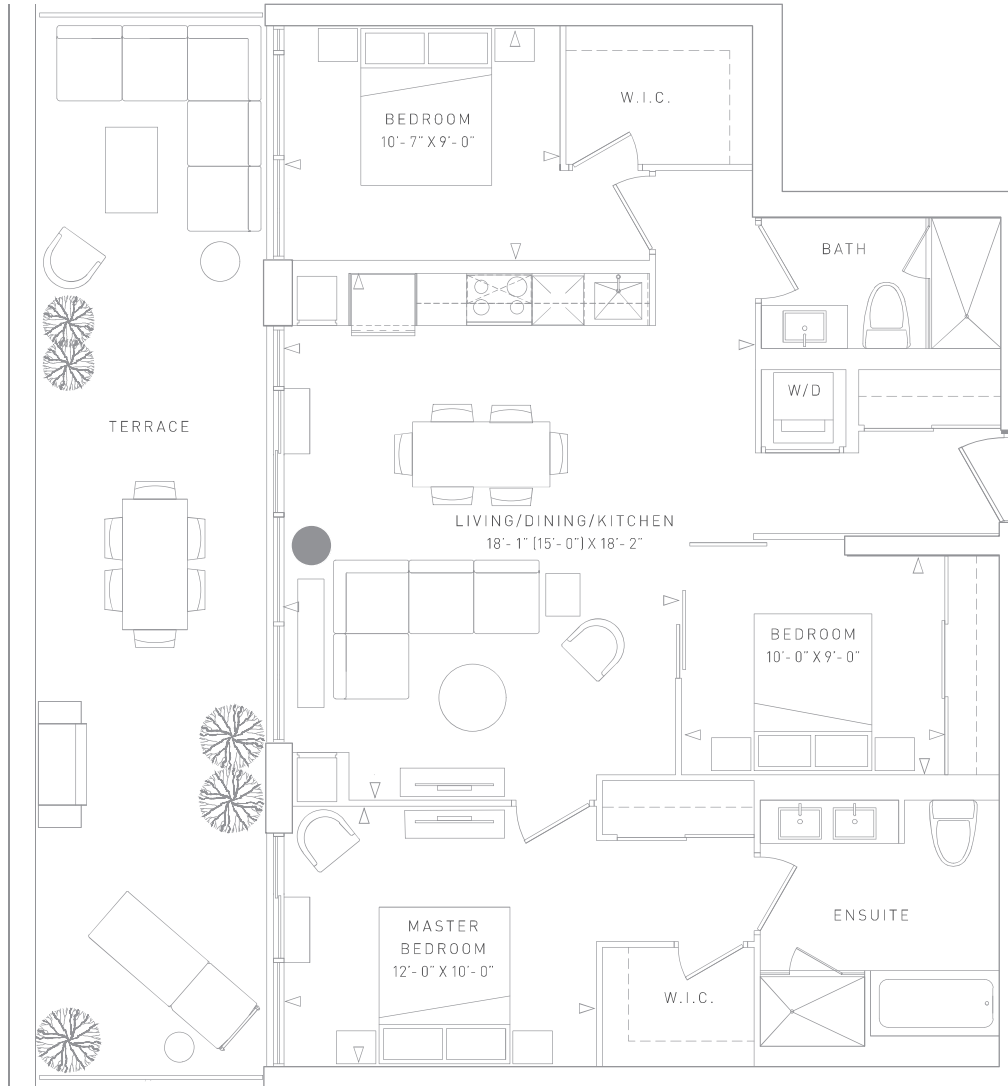 BEDROOM
10'- 7" X 9'- 0"
W.I.C.
BATH
W/D
TERRACE
LIVING/DINING/KITCHEN
18'- 1" [15'- 0"] X 18'- 2"
BEDROOM
10'- 0" X 9'- 0"
MASTER
BEDROOM
12'- 0" X 10'- 0"
ENSUITE
W.I.C.